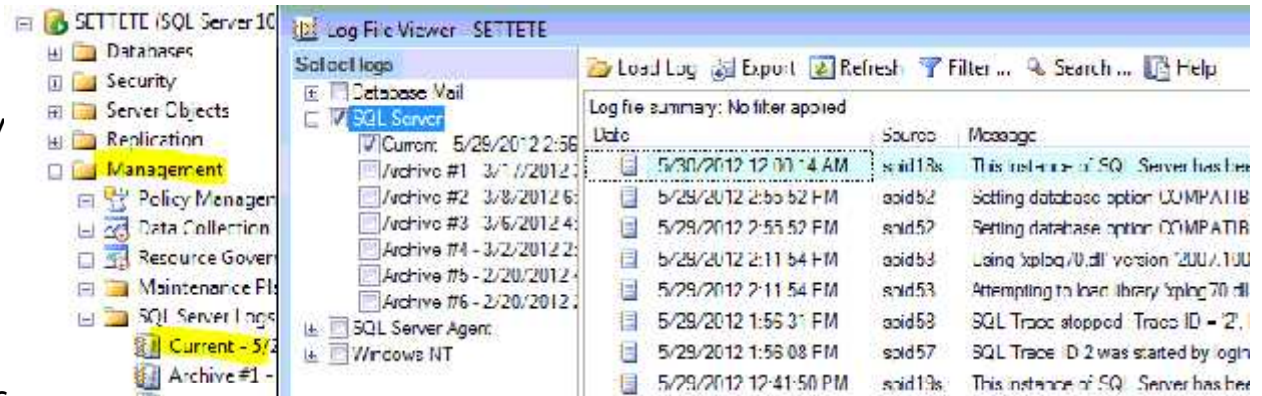 SETTETE (SQL Server 10
Databases
Security
Server Objects
Replication
Management
Policy Managem
Data Collection
Resource Gover
Maintenance Pla
SQL Server Logs
Current - 5/2
Archive #1 -
Log File Viewer - SETTETE
Select logs
Database Mail
SQL Server
Current - 5/29/2012 2:56
Archive #1 - 3/17/2012
Archive #2 - 3/8/2012 6:
Archive #3 - 3/6/2012 4:
Archive #4 - 3/2/2012 2:
Archive #5 - 2/20/2012
Archive #6 - 2/20/2012
SQL Server Agent
Windows NT
Load Log Export Refresh Filter ... Search ... Help
Log file summary: No filter applied
Date Source Message
5/30/2012 12:00:14 AM spid18s This instance of SQL Server has bee
5/29/2012 2:55:52 PM spid52 Setting database option COMPATIB
5/29/2012 2:55:52 PM spid52 Setting database option COMPATIB
5/29/2012 2:11:54 PM spid53 Using 'xplog70.dll' version '2007.100
5/29/2012 2:11:54 PM spid53 Attempting to load library 'xplog70.dll
5/29/2012 1:56:31 PM spid58 SQL Trace stopped. Trace ID = '2'.
5/29/2012 1:56:08 PM spid57 SQL Trace ID 2 was started by login
5/29/2012 12:41:50 PM spid19s This instance of SQL Server has bee